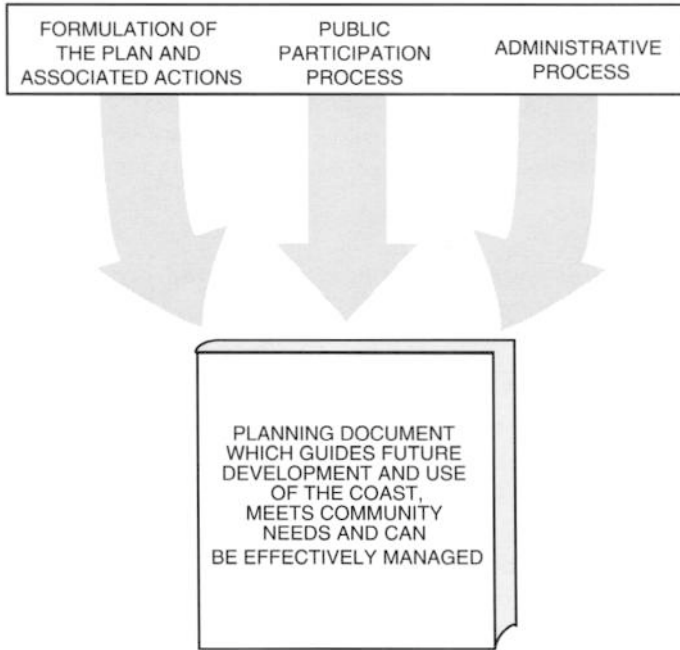 FORMULATION OF
THE PLAN AND
ASSOCIATED ACTIONS
PUBLIC
PARTICIPATION
PROCESS
ADMINISTRATIVE
PROCESS
PLANNING DOCUMENT
WHICH GUIDES FUTURE
DEVELOPMENT AND USE
OF THE COAST,
MEETS COMMUNITY
NEEDS AND CAN
BE EFFECTIVELY MANAGED